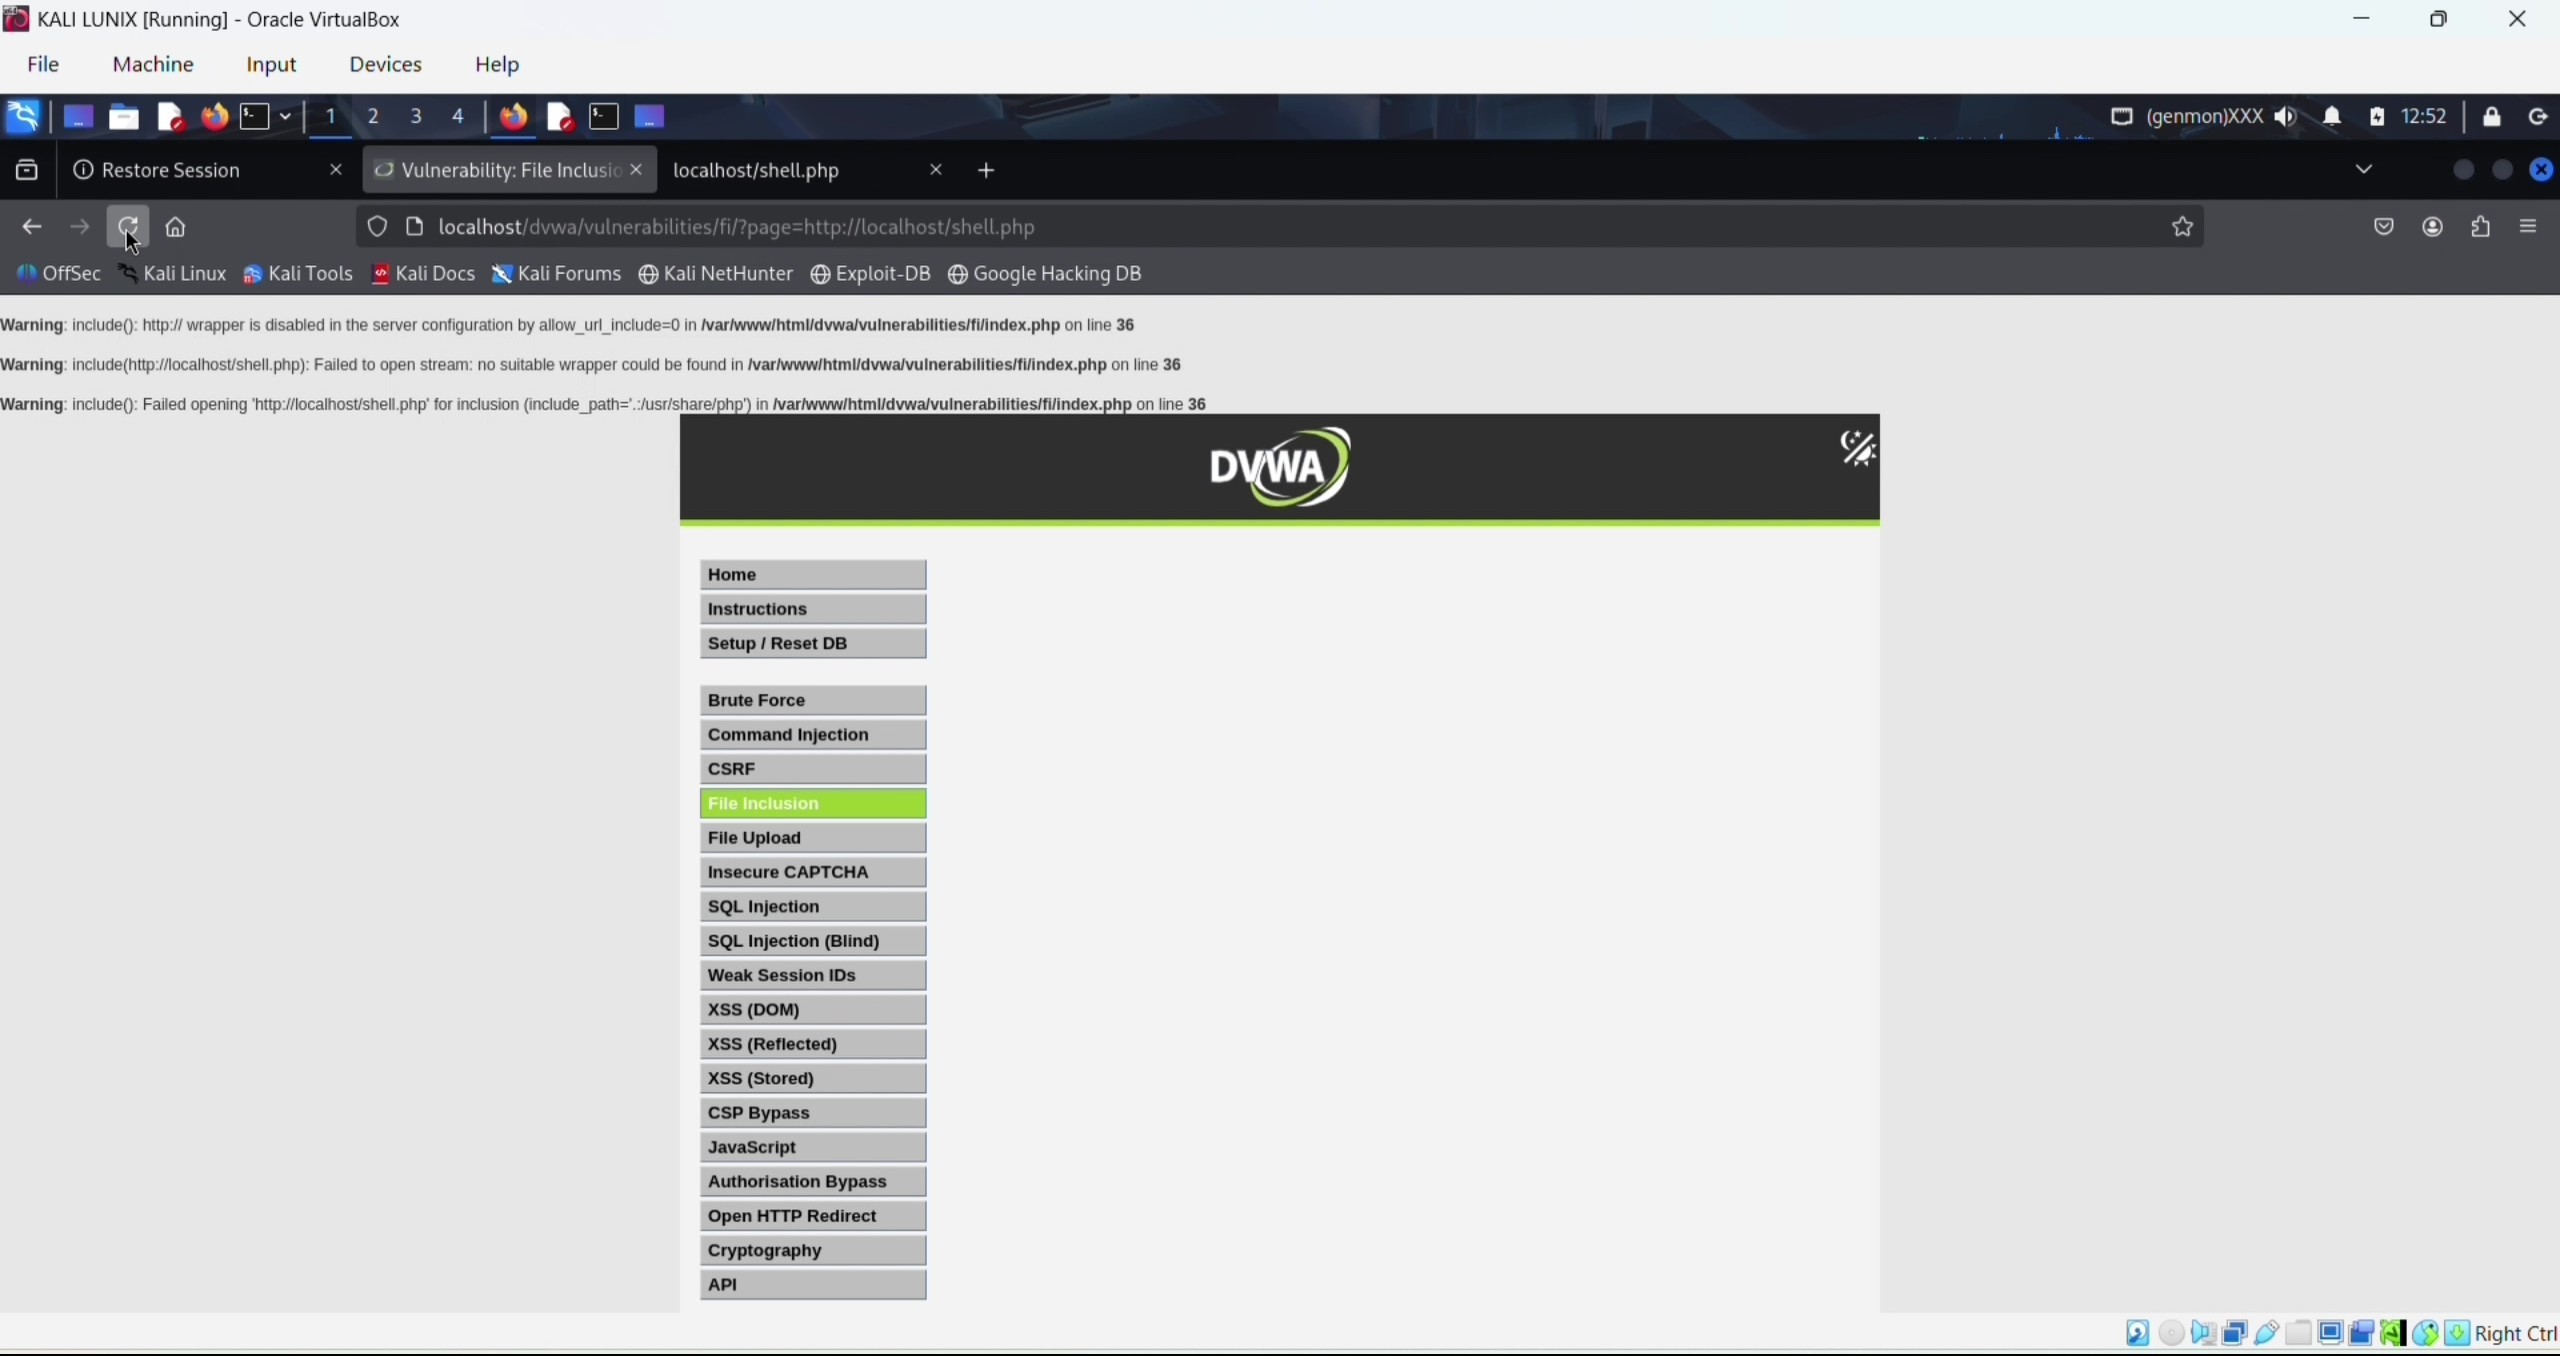 KALI LUNIX [Running] - Oracle VirtualBox
File Machine Input Devices Help
1 2 3 4 (genmon)XXX 12:52
Restore Session Vulnerability: File Inclusio localhost/shell.php
localhost/dvwa/vulnerabilities/fi/?page=http://localhost/shell.php
OffSec Kali Linux Kali Tools Kali Docs Kali Forums Kali NetHunter Exploit-DB Google Hacking DB
Warning: include(): http:// wrapper is disabled in the server configuration by allow_url_include=0 in /var/www/html/dvwa/vulnerabilities/fi/index.php on line 36
Warning: include(http://localhost/shell.php): Failed to open stream: no suitable wrapper could be found in /var/www/html/dvwa/vulnerabilities/fi/index.php on line 36
Warning: include(): Failed opening 'http://localhost/shell.php' for inclusion (include_path='.:/usr/share/php') in /var/www/html/dvwa/vulnerabilities/fi/index.php on line 36
DVWA
Home
Instructions
Setup / Reset DB
Brute Force
Command Injection
CSRF
File Inclusion
File Upload
Insecure CAPTCHA
SQL Injection
SQL Injection (Blind)
Weak Session IDs
XSS (DOM)
XSS (Reflected)
XSS (Stored)
CSP Bypass
JavaScript
Authorisation Bypass
Open HTTP Redirect
Cryptography
API
Right Ctrl